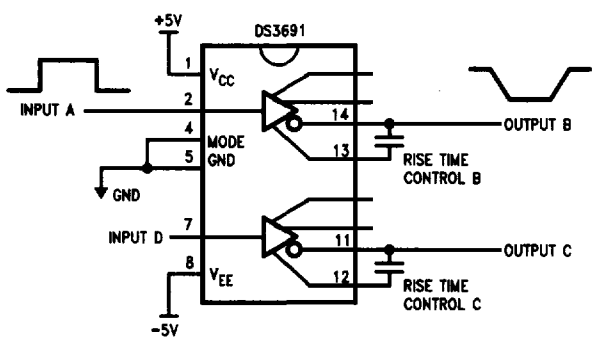 +5V
DS3691
1
VCC
INPUT A
2
14
OUTPUT B
4
MODE
13
RISE TIME
CONTROL B
5
GND
GND
INPUT D
7
11
OUTPUT C
8
VEE
12
RISE TIME
CONTROL C
-5V